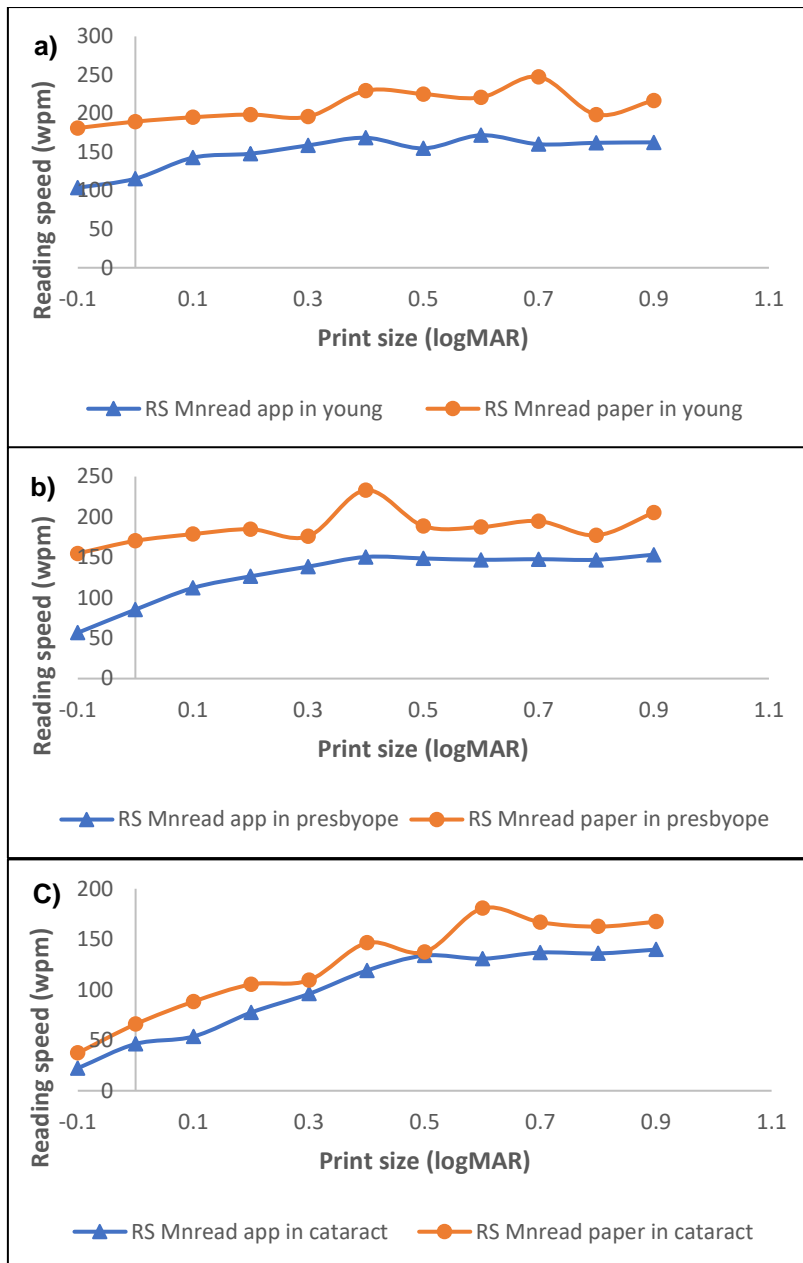 a)
300
250
200
150
100
50
0
Reading speed (wpm)
-0.1 0.1 0.3 0.5 0.7 0.9 1.1
Print size (logMAR)
RS Mnread app in young RS Mnread paper in young
b)
250
200
150
100
50
0
Reading speed (wpm)
-0.1 0.1 0.3 0.5 0.7 0.9 1.1
Print size (logMAR)
RS Mnread app in presbyope RS Mnread paper in presbyope
C)
200
150
100
50
0
Reading speed (wpm)
-0.1 0.1 0.3 0.5 0.7 0.9 1.1
Print size (logMAR)
RS Mnread app in cataract RS Mnread paper in cataract